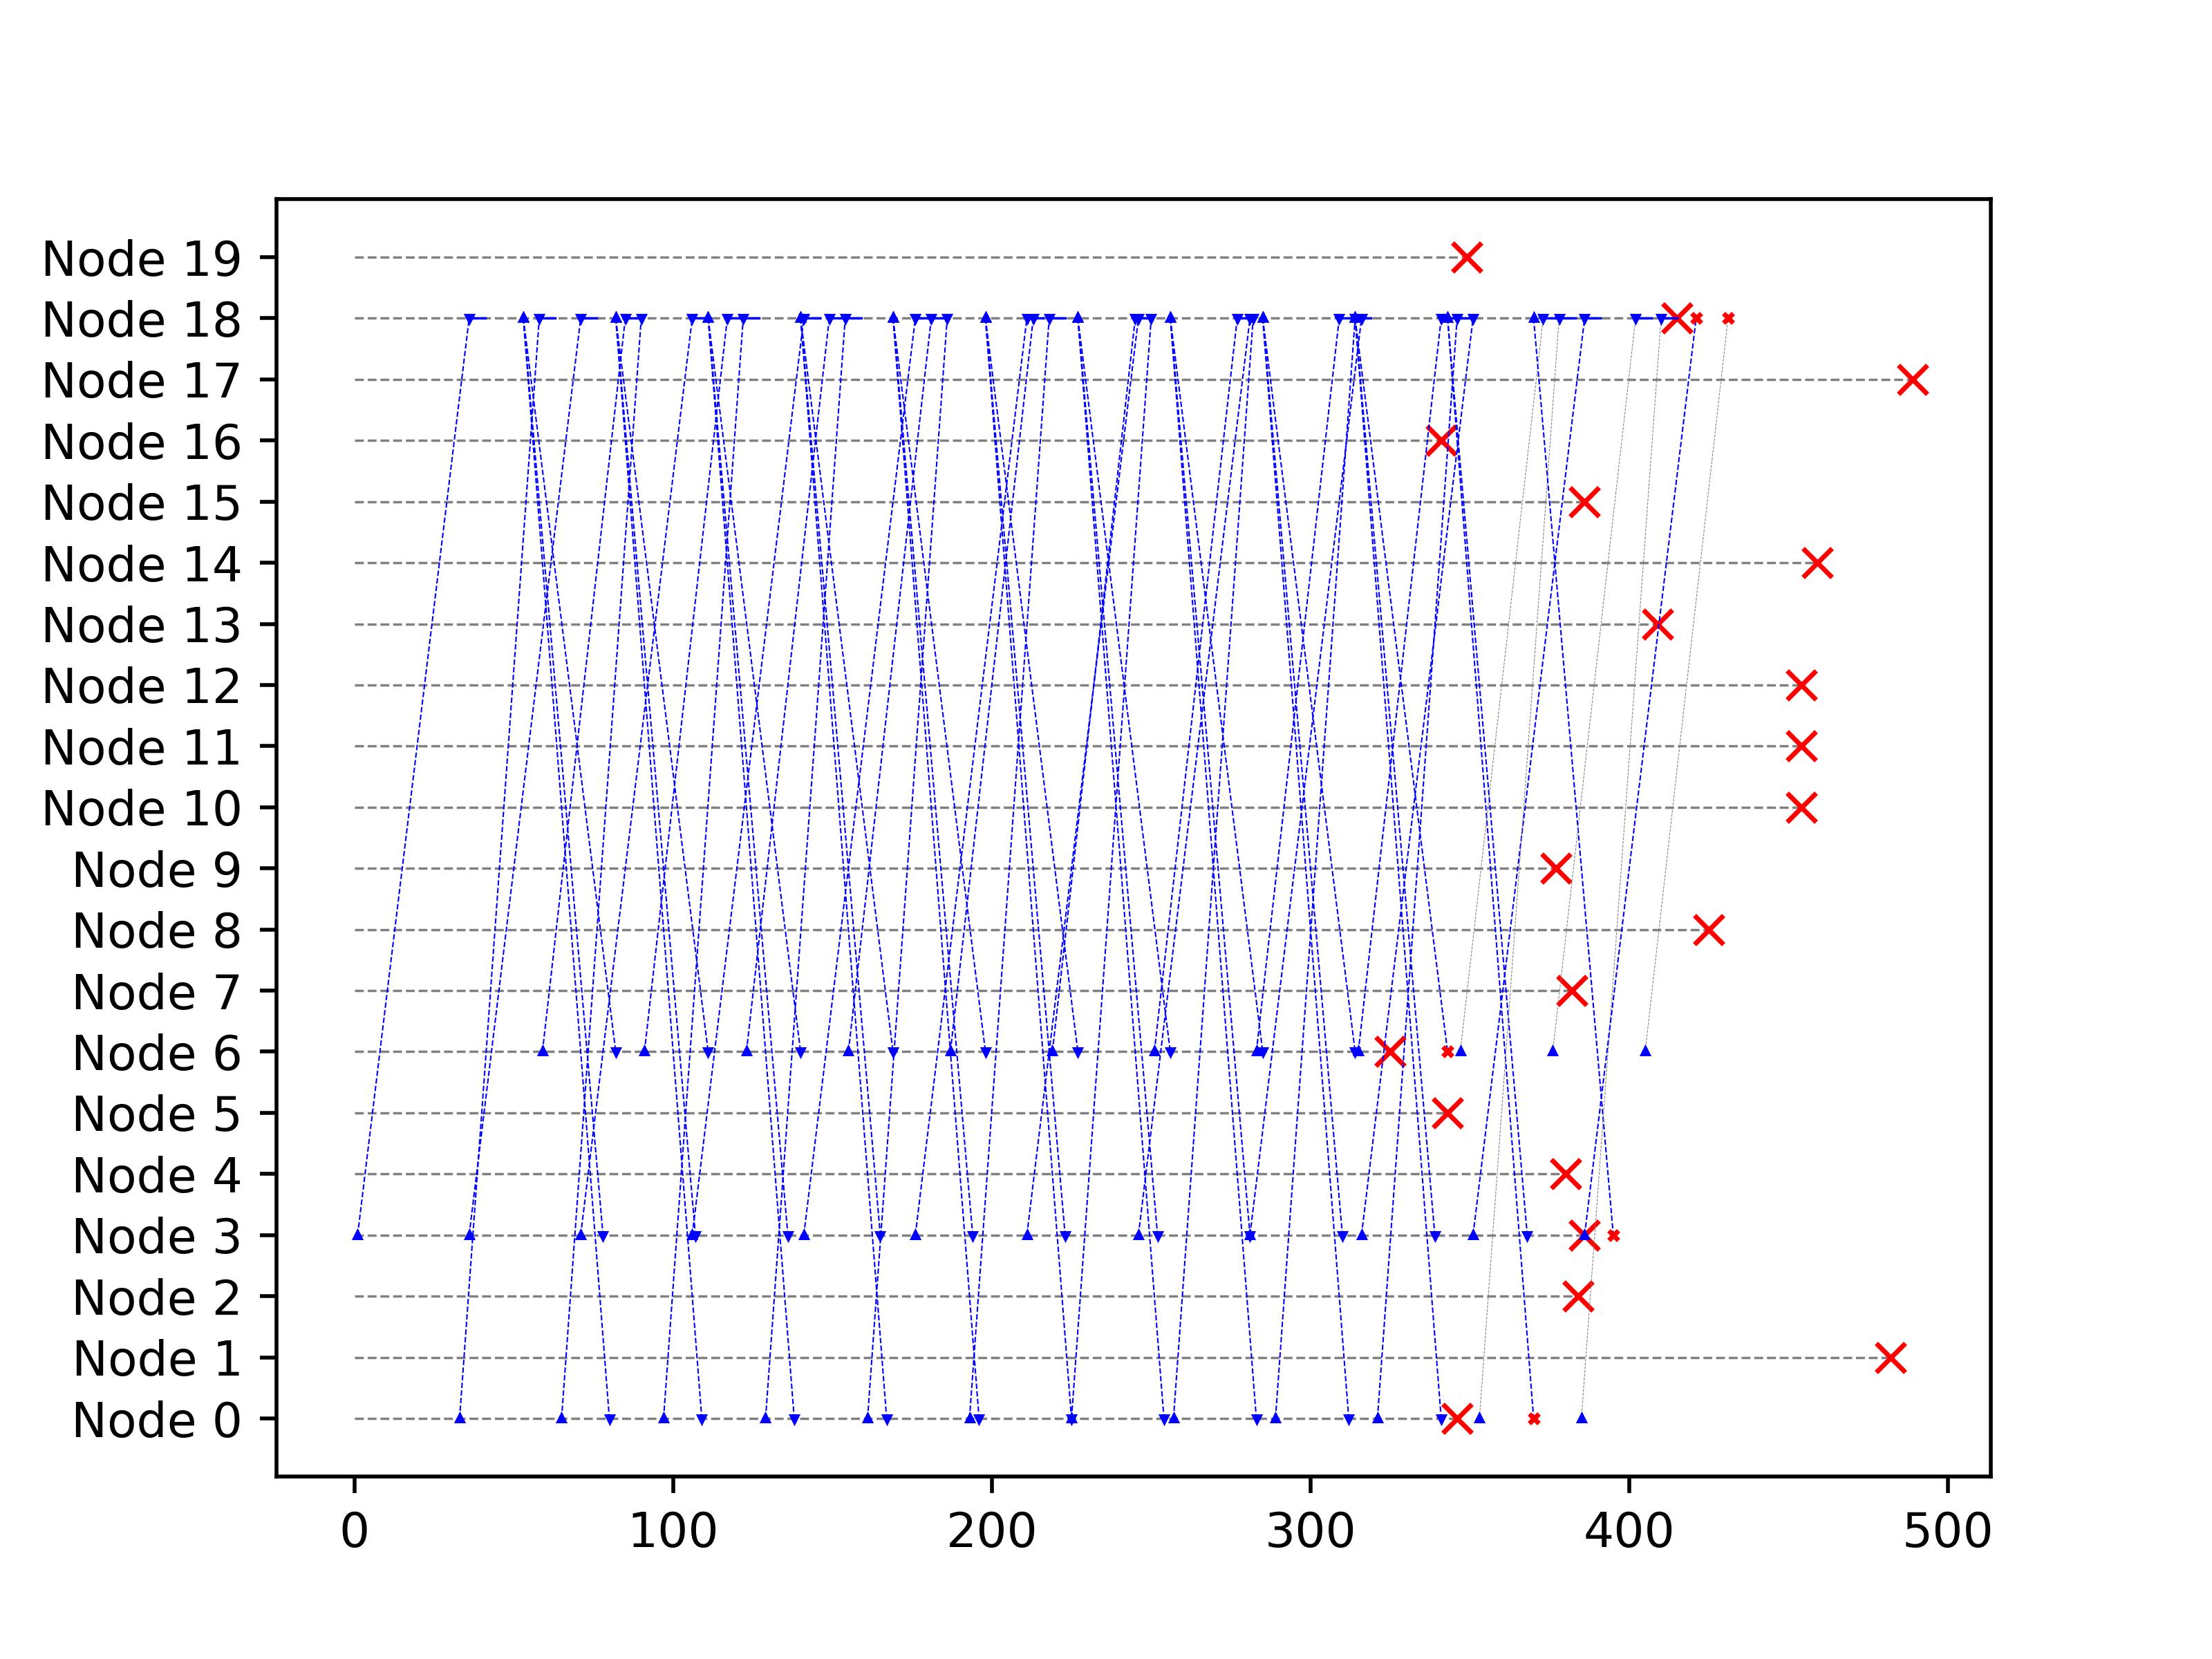 Node 19
Node 18
Node 17
Node 16
Node 15
Node 14
Node 13
Node 12
Node 11
Node 10
Node 9
Node 8
Node 7
Node 6
Node 5
Node 4
Node 3
Node 2
Node 1
Node 0
0 100 200 300 400 500